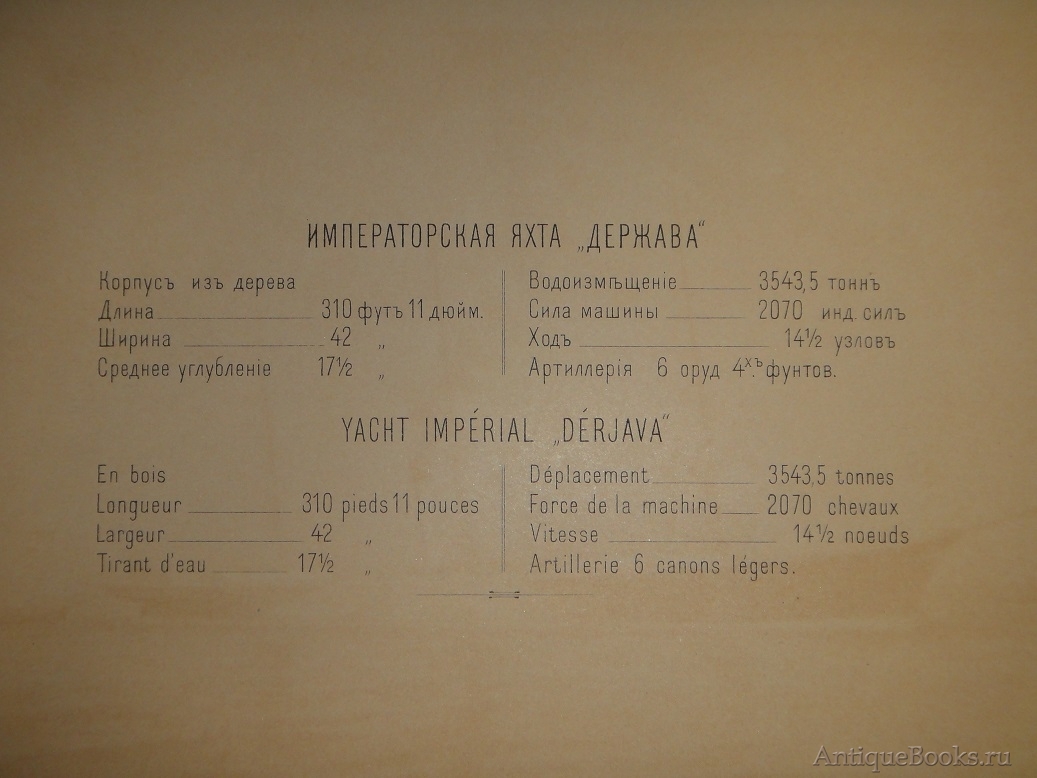 ИМПЕРАТОРСКАЯ ЯХТА „ДЕРЖАВА“
Корпусъ изъ дерева
Длина 310 футъ 11 дюйм.
Ширина 42 „
Среднее углубленіе 17½ „
Водоизмѣщеніе 3543,5 тоннъ
Сила машины 2070 инд. силъ
Ходъ 14½ узловъ
Артиллерія 6 оруд 4х.ъ фунтов.
YACHT IMPÉRIAL „DÉRJAVA“
En bois
Longueur 310 pieds 11 pouces
Largeur 42 „
Tirant d'eau 17½ „
Déplacement 3543,5 tonnes
Force de la machine 2070 chevaux
Vitesse 14½ noeuds
Artillerie 6 canons légers.
AntiqueBooks.ru